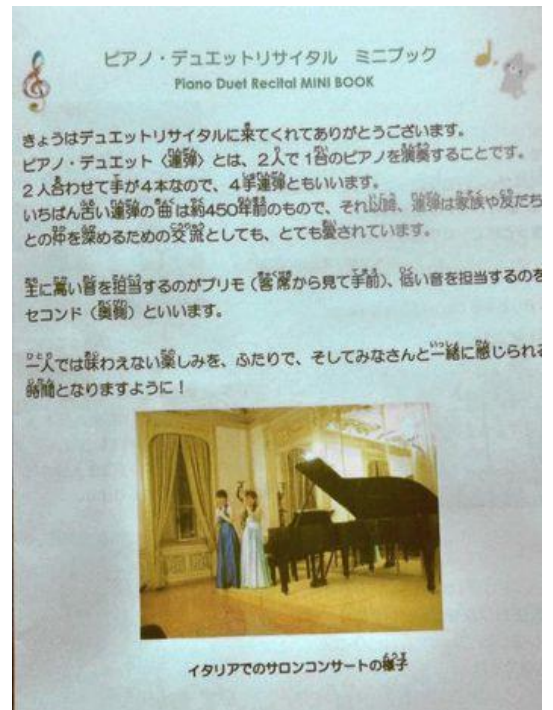 ピアノ・デュエットリサイタル ミニブック
Piano Duet Recital MINI BOOK
きょうはデュエットリサイタルに来てくれてありがとうございます。
ピアノ・デュエット〈連弾〉とは、2人で1台のピアノを演奏することです。
2人合わせて手が4本なので、4手連弾ともいいます。
いちばん古い連弾の曲は約450年前のもので、それ以降、連弾は家族や友だち
との仲を深めるための交流としても、とても愛されています。
主に高い音を担当するのがプリモ（客席から見て手前）、低い音を担当するのを
セコンド（奥側）といいます。
一人では味わえない楽しみを、ふたりで、そしてみなさんと一緒に感じられる
時間となりますように！
イタリアでのサロンコンサートの様子